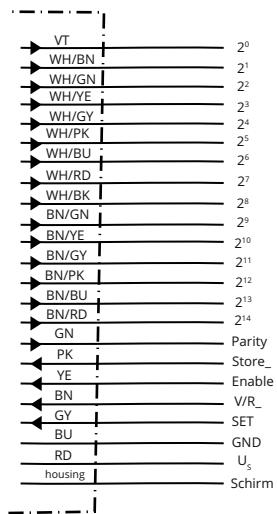 VT 2⁰
WH/BN 2¹
WH/GN 2²
WH/YE 2³
WH/GY 2⁴
WH/PK 2⁵
WH/BU 2⁶
WH/RD 2⁷
WH/BK 2⁸
BN/GN 2⁹
BN/YE 2¹⁰
BN/GY 2¹¹
BN/PK 2¹²
BN/BU 2¹³
BN/RD 2¹⁴
GN Parity
PK Store_
YE Enable
BN V/R_
GY SET
BU GND
RD Uₛ
housing Schirm